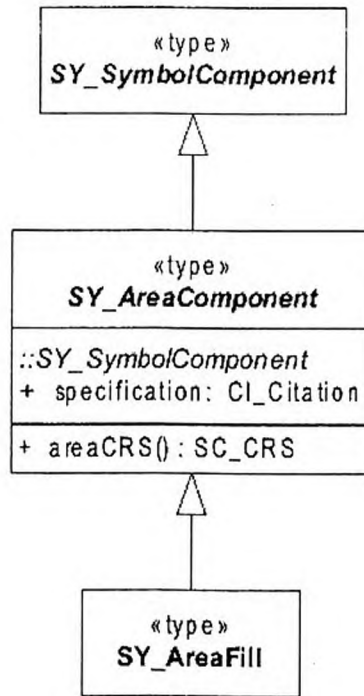 «type»
SY_SymbolComponent
«type»
SY_AreaComponent
::SY_SymbolComponent
+ specification: CI_Citation
+ areaCRS() : SC_CRS
«type»
SY_AreaFill